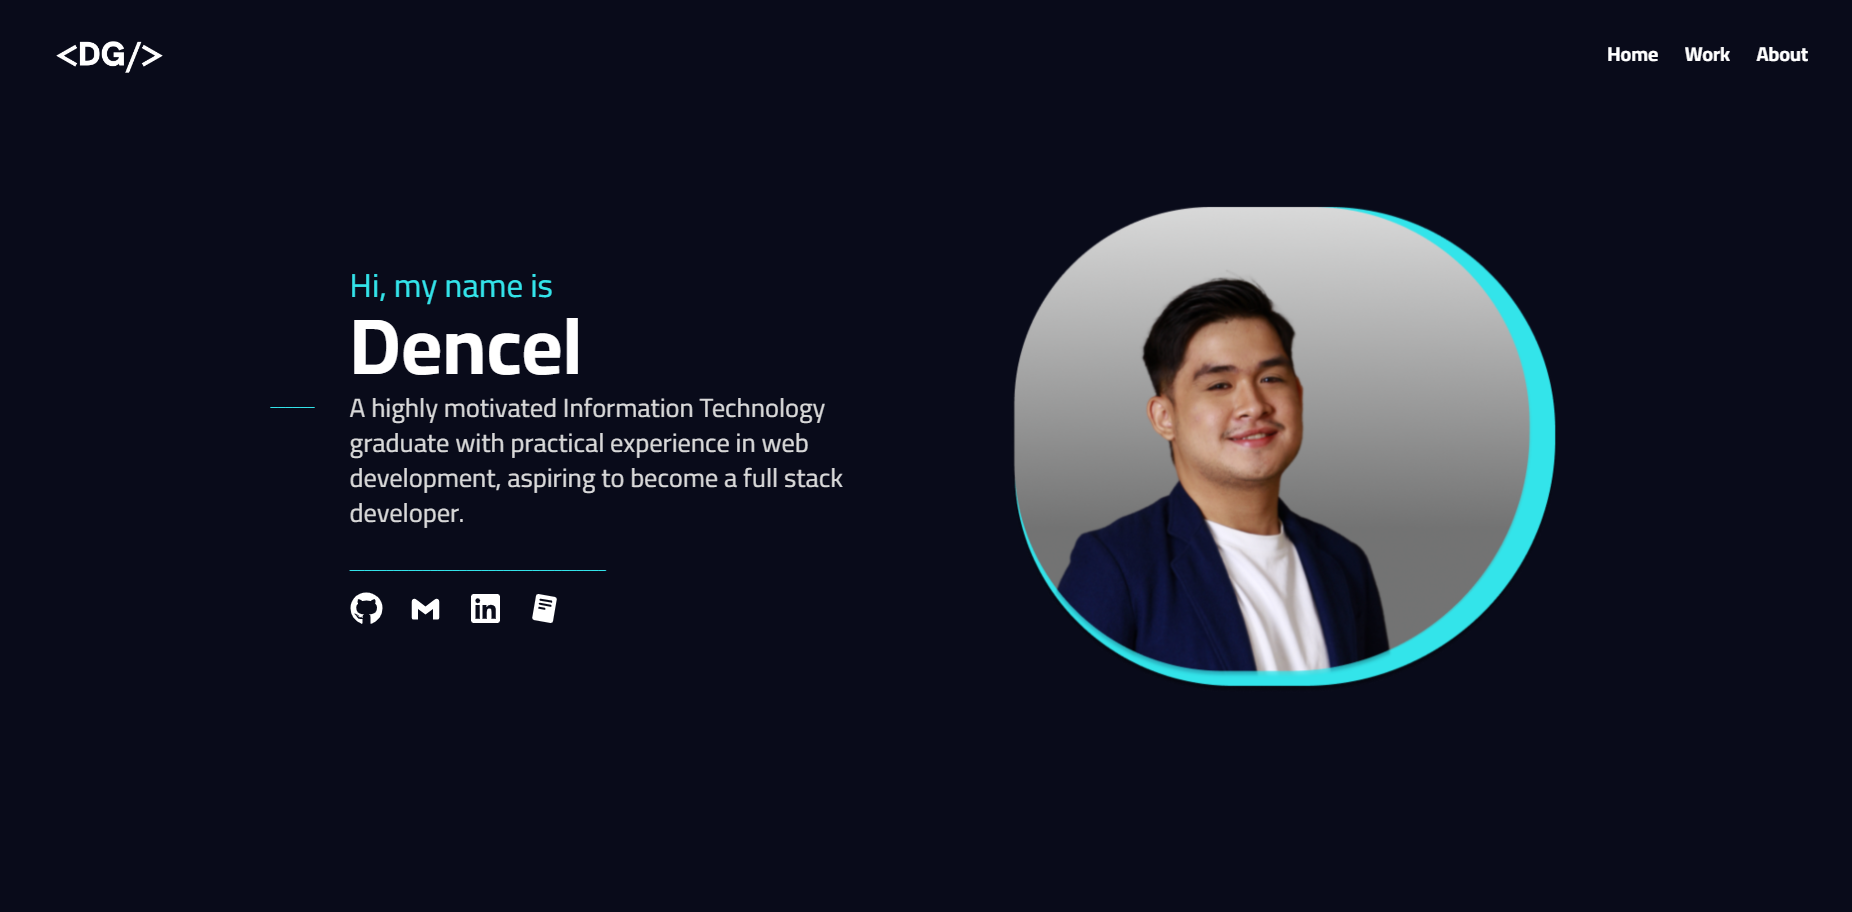 <DG/>
Home Work About
Hi, my name is
Dencel
A highly motivated Information Technology
graduate with practical experience in web
development, aspiring to become a full stack
developer.
in